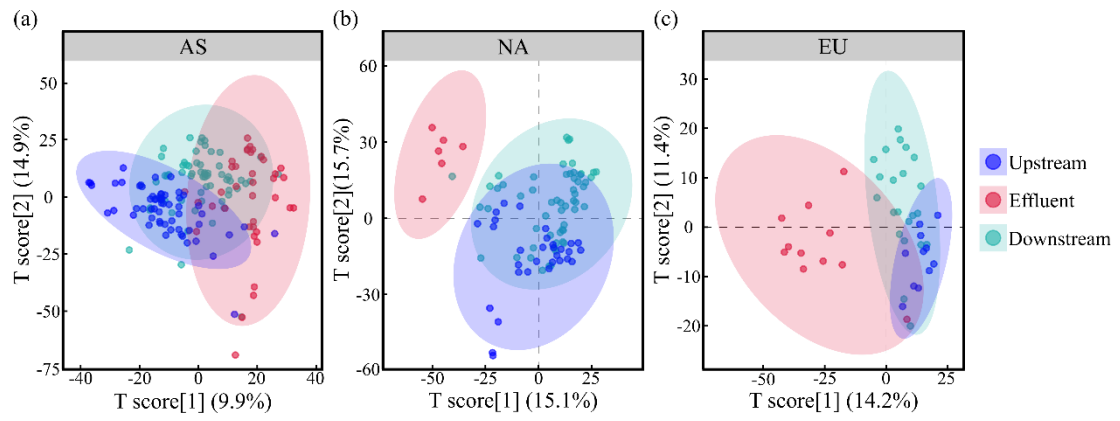 (a)
AS
T score[2] (14.9%)
50
25
0
-25
-50
-75
-40
-20
0
20
40
T score[1] (9.9%)
(b)
NA
T score[2](15.7%)
60
30
0
-30
-60
-50
-25
0
25
T score[1] (15.1%)
(c)
EU
T score[2] (11.4%)
30
20
10
0
-10
-20
-50
-25
0
25
T score[1] (14.2%)
Upstream
Effluent
Downstream